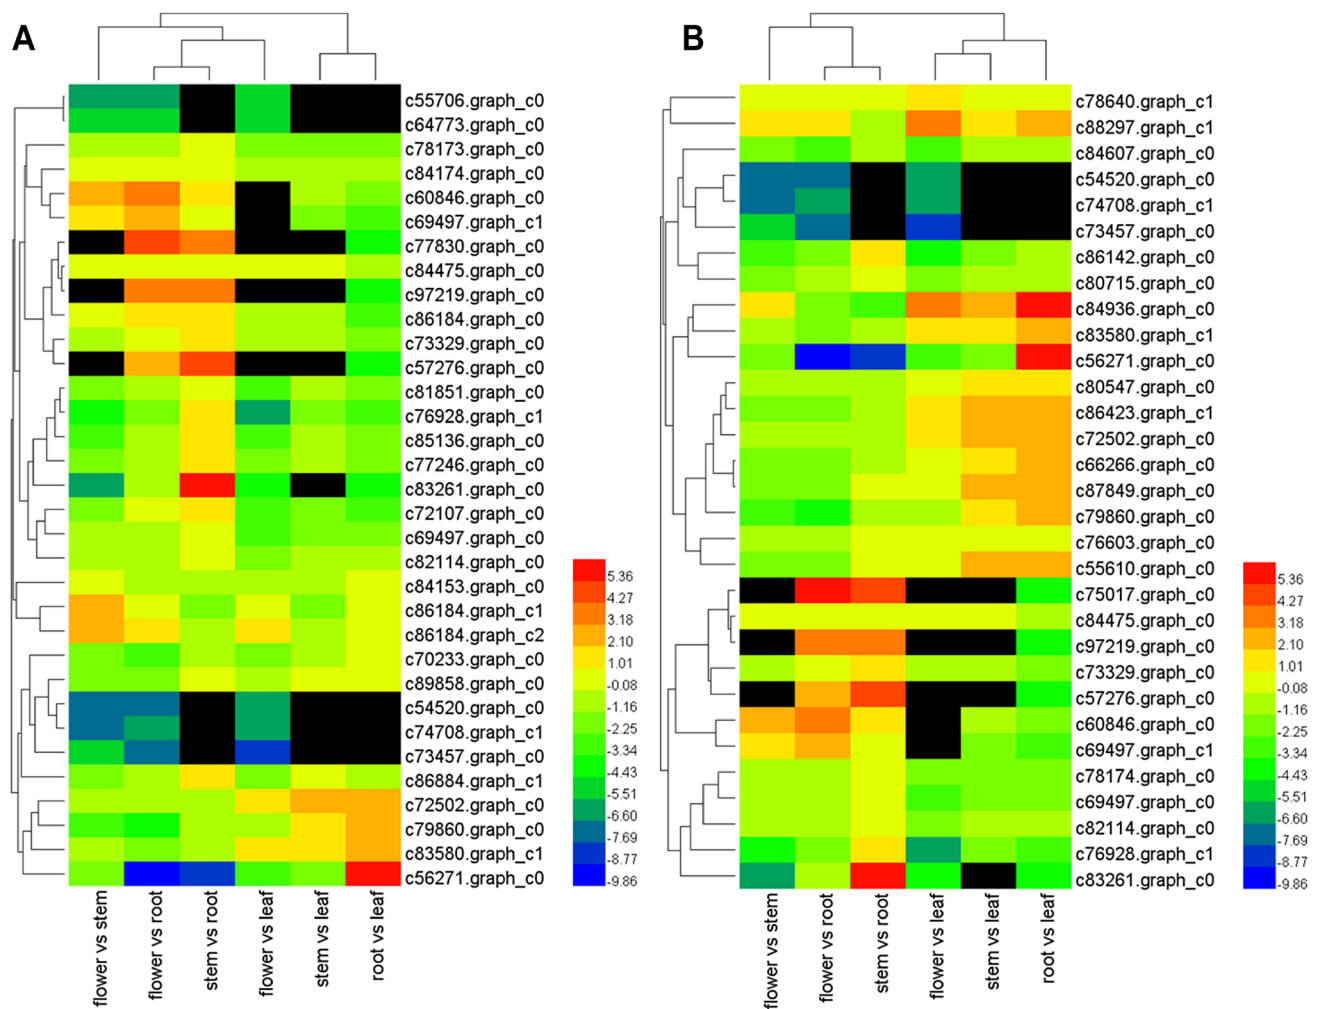 A
c55706.graph_c0
c64773.graph_c0
c78173.graph_c0
c84174.graph_c0
c60846.graph_c0
c69497.graph_c1
c77830.graph_c0
c84475.graph_c0
c97219.graph_c0
c86184.graph_c0
c73329.graph_c0
c57276.graph_c0
c81851.graph_c0
c76928.graph_c1
c85136.graph_c0
c77246.graph_c0
c83261.graph_c0
c72107.graph_c0
c69497.graph_c0
c82114.graph_c0
c84153.graph_c0
c86184.graph_c1
c86184.graph_c2
c70233.graph_c0
c89858.graph_c0
c54520.graph_c0
c74708.graph_c1
c73457.graph_c0
c86884.graph_c1
c72502.graph_c0
c79860.graph_c0
c83580.graph_c1
c56271.graph_c0
flower vs stem
flower vs root
stem vs root
flower vs leaf
stem vs leaf
root vs leaf
5.36
4.27
3.18
2.10
1.01
-0.08
-1.16
-2.25
-3.34
-4.43
-5.51
-6.60
-7.69
-8.77
-9.86
B
c78640.graph_c1
c88297.graph_c1
c84607.graph_c0
c54520.graph_c0
c74708.graph_c1
c73457.graph_c0
c86142.graph_c0
c80715.graph_c0
c84936.graph_c0
c83580.graph_c1
c56271.graph_c0
c80547.graph_c0
c86423.graph_c1
c72502.graph_c0
c66266.graph_c0
c87849.graph_c0
c79860.graph_c0
c76603.graph_c0
c55610.graph_c0
c75017.graph_c0
c84475.graph_c0
c97219.graph_c0
c73329.graph_c0
c57276.graph_c0
c60846.graph_c0
c69497.graph_c1
c78174.graph_c0
c69497.graph_c0
c82114.graph_c0
c76928.graph_c1
c83261.graph_c0
flower vs stem
flower vs root
stem vs root
flower vs leaf
stem vs leaf
root vs leaf
5.36
4.27
3.18
2.10
1.01
-0.08
-1.16
-2.25
-3.34
-4.43
-5.51
-6.60
-7.69
-8.77
-9.86